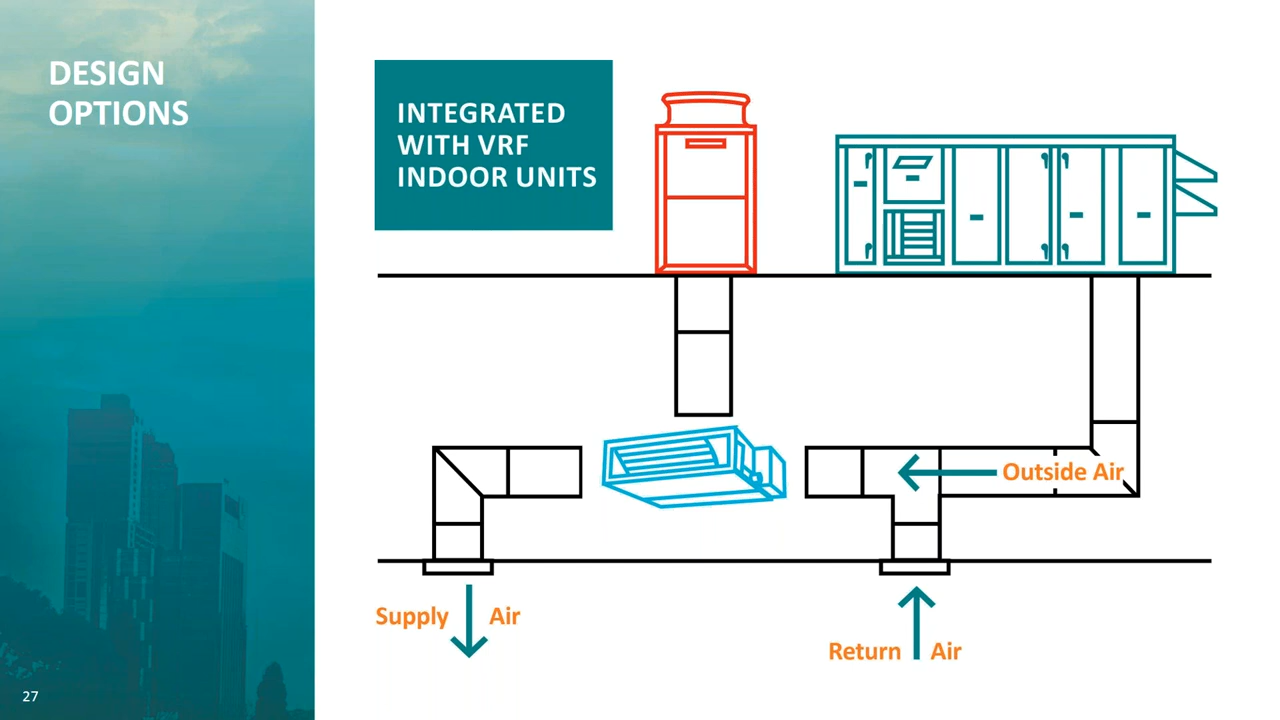 DESIGN
OPTIONS
INTEGRATED
WITH VRF
INDOOR UNITS
Outside Air
Supply Air
Return Air
27